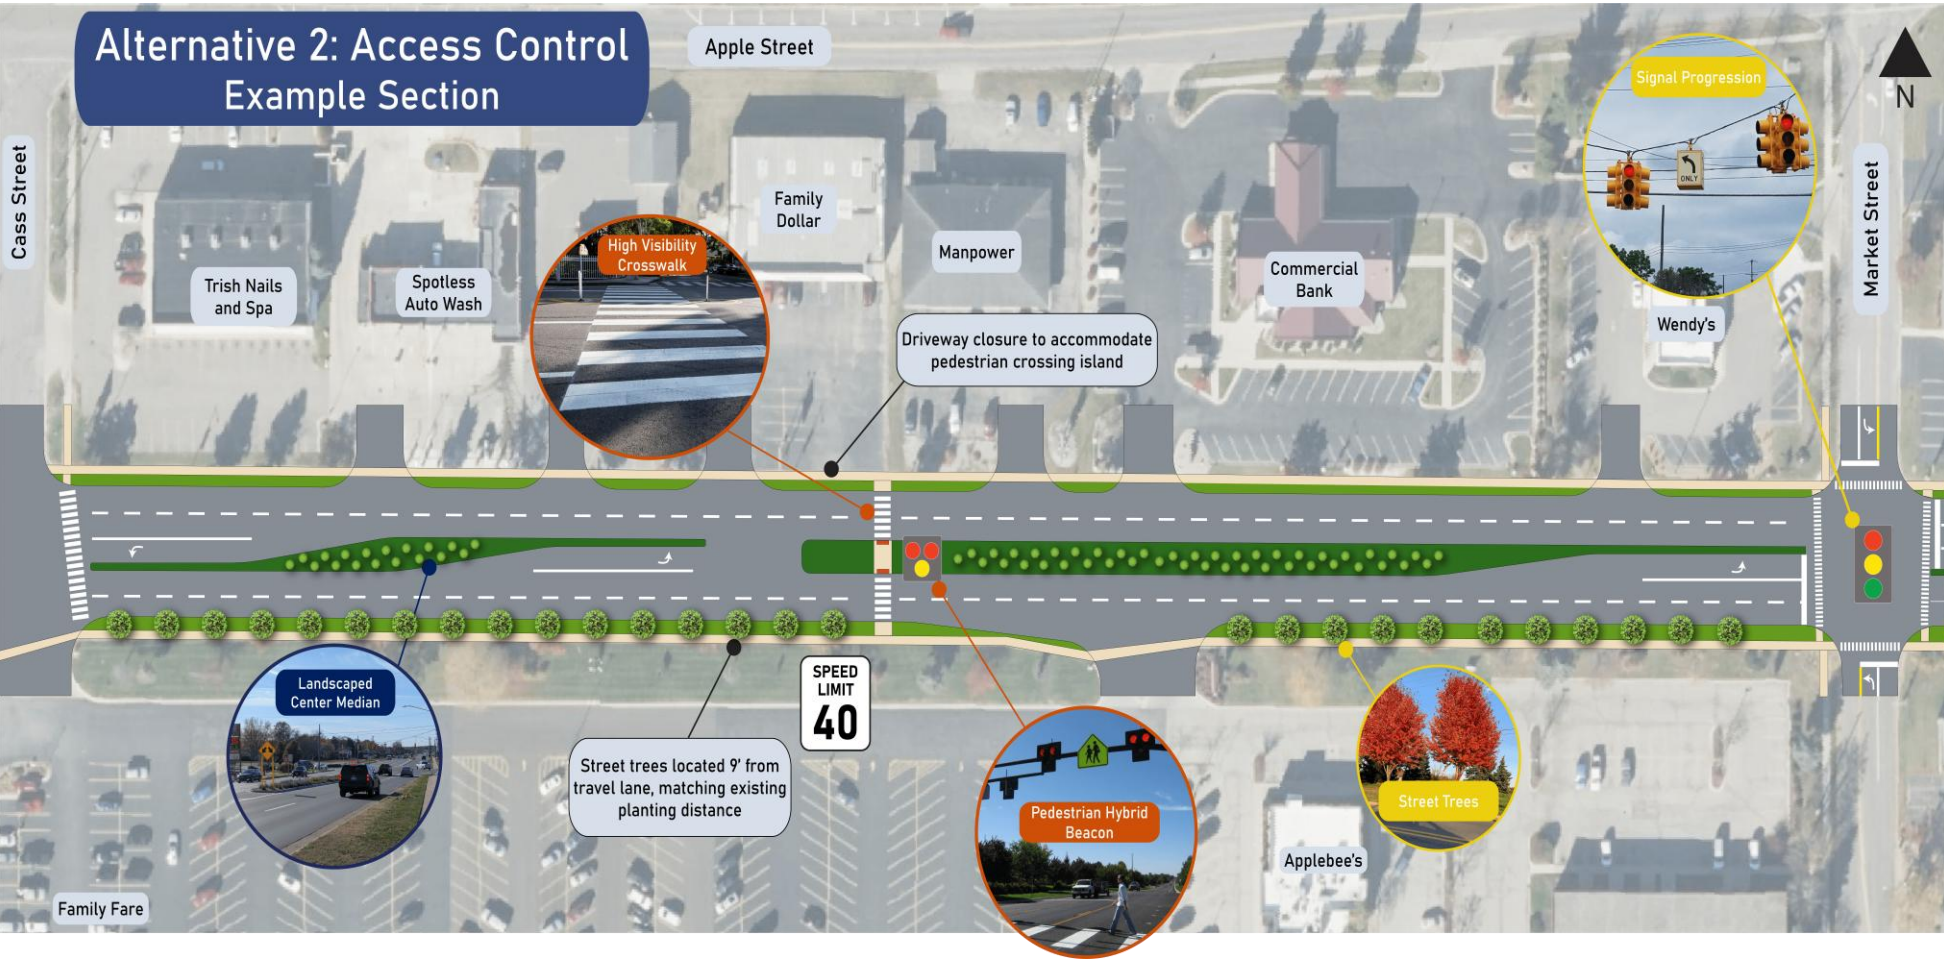 Alternative 2: Access Control
Example Section
Apple Street
Signal Progression
N
ONLY
Cass Street
Market Street
High Visibility
Crosswalk
Family
Dollar
Manpower
Trish Nails
and Spa
Spotless
Auto Wash
Commercial
Bank
Wendy's
Driveway closure to accommodate
pedestrian crossing island
Landscaped
Center Median
SPEED
LIMIT
40
Street trees located 9' from
travel lane, matching existing
planting distance
Pedestrian Hybrid
Beacon
Street Trees
Applebee's
Family Fare